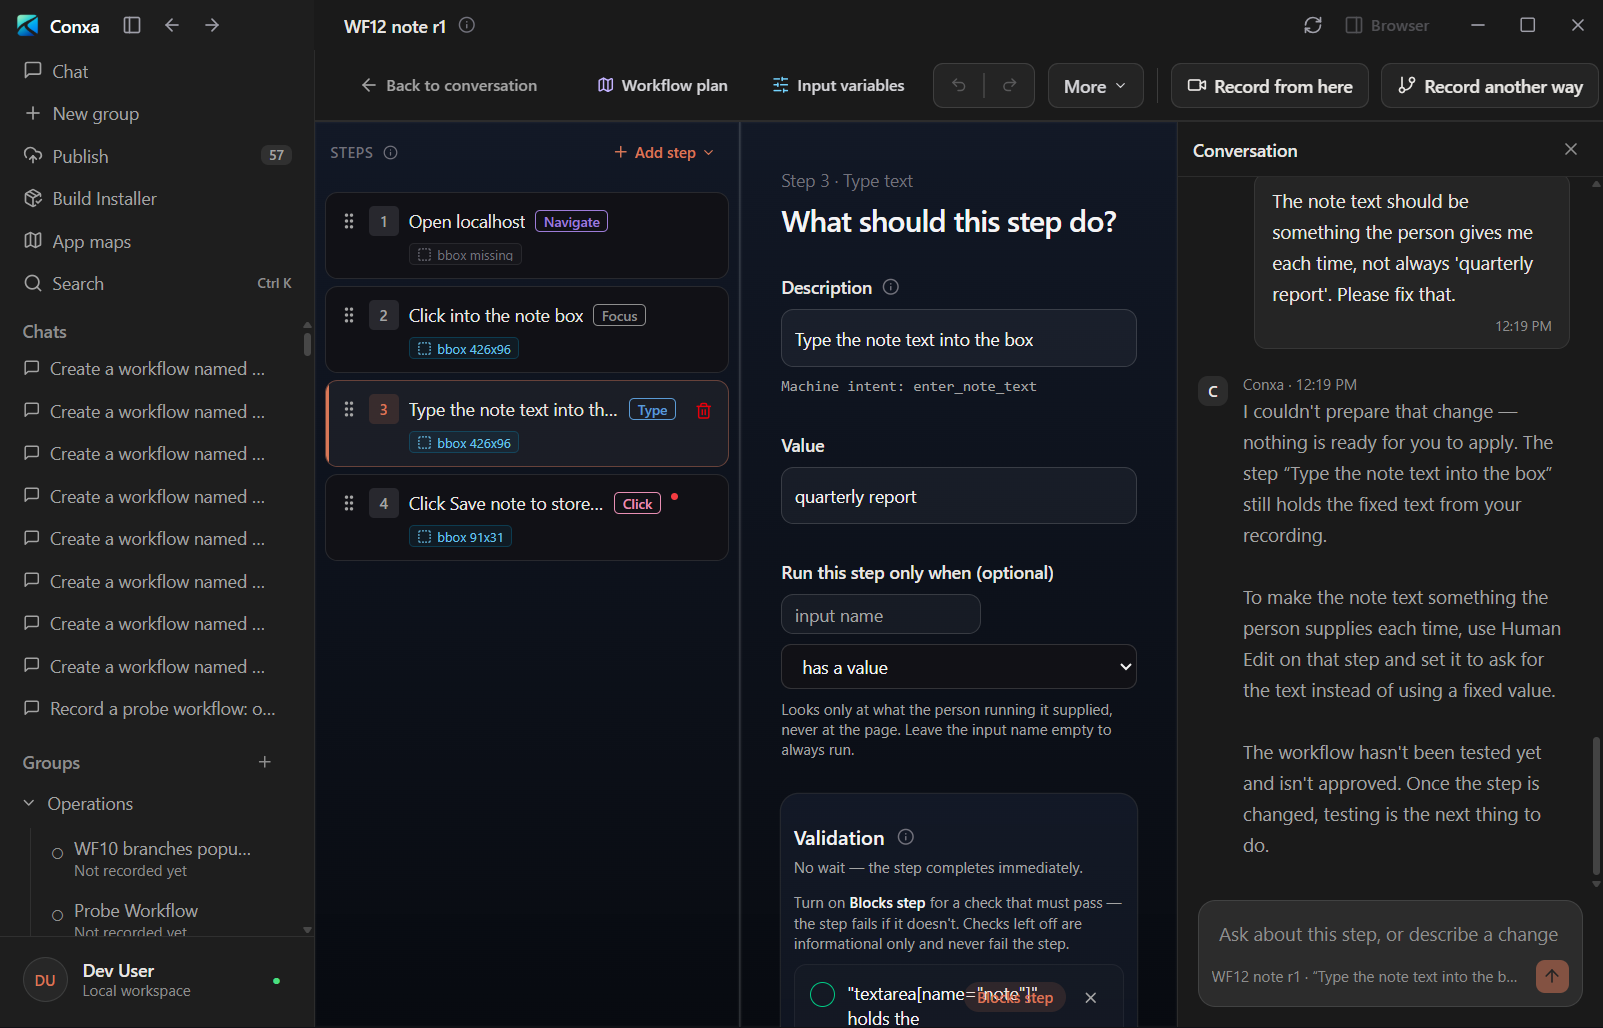 Conxa
WF12 note r1
Browser
Chat
New group
Publish
57
Build Installer
App maps
Search
Ctrl K
Chats
Create a workflow named ...
Create a workflow named ...
Create a workflow named ...
Create a workflow named ...
Create a workflow named ...
Create a workflow named ...
Create a workflow named ...
Create a workflow named ...
Record a probe workflow: o...
Groups
Operations
WF10 branches popu...
Not recorded yet
Probe Workflow
Not recorded yet
DU
Dev User
Local workspace
Back to conversation
Workflow plan
Input variables
More
Record from here
Record another way
STEPS
Add step
1
Open localhost
Navigate
bbox missing
2
Click into the note box
Focus
bbox 426x96
3
Type the note text into th...
Type
bbox 426x96
4
Click Save note to store...
Click
bbox 91x31
Step 3 · Type text
What should this step do?
Description
Type the note text into the box
Machine intent: enter_note_text
Value
quarterly report
Run this step only when (optional)
input name
has a value
Looks only at what the person running it supplied,
never at the page. Leave the input name empty to
always run.
Validation
No wait — the step completes immediately.
Turn on Blocks step for a check that must pass —
the step fails if it doesn't. Checks left off are
informational only and never fail the step.
"textarea[name="note"]"
holds the
Blocks step
Conversation
The note text should be
something the person gives me
each time, not always 'quarterly
report'. Please fix that.
12:19 PM
C
Conxa · 12:19 PM
I couldn't prepare that change —
nothing is ready for you to apply. The
step “Type the note text into the box”
still holds the fixed text from your
recording.
To make the note text something the
person supplies each time, use Human
Edit on that step and set it to ask for
the text instead of using a fixed value.
The workflow hasn't been tested yet
and isn't approved. Once the step is
changed, testing is the next thing to
do.
Ask about this step, or describe a change
WF12 note r1 · “Type the note text into the b...